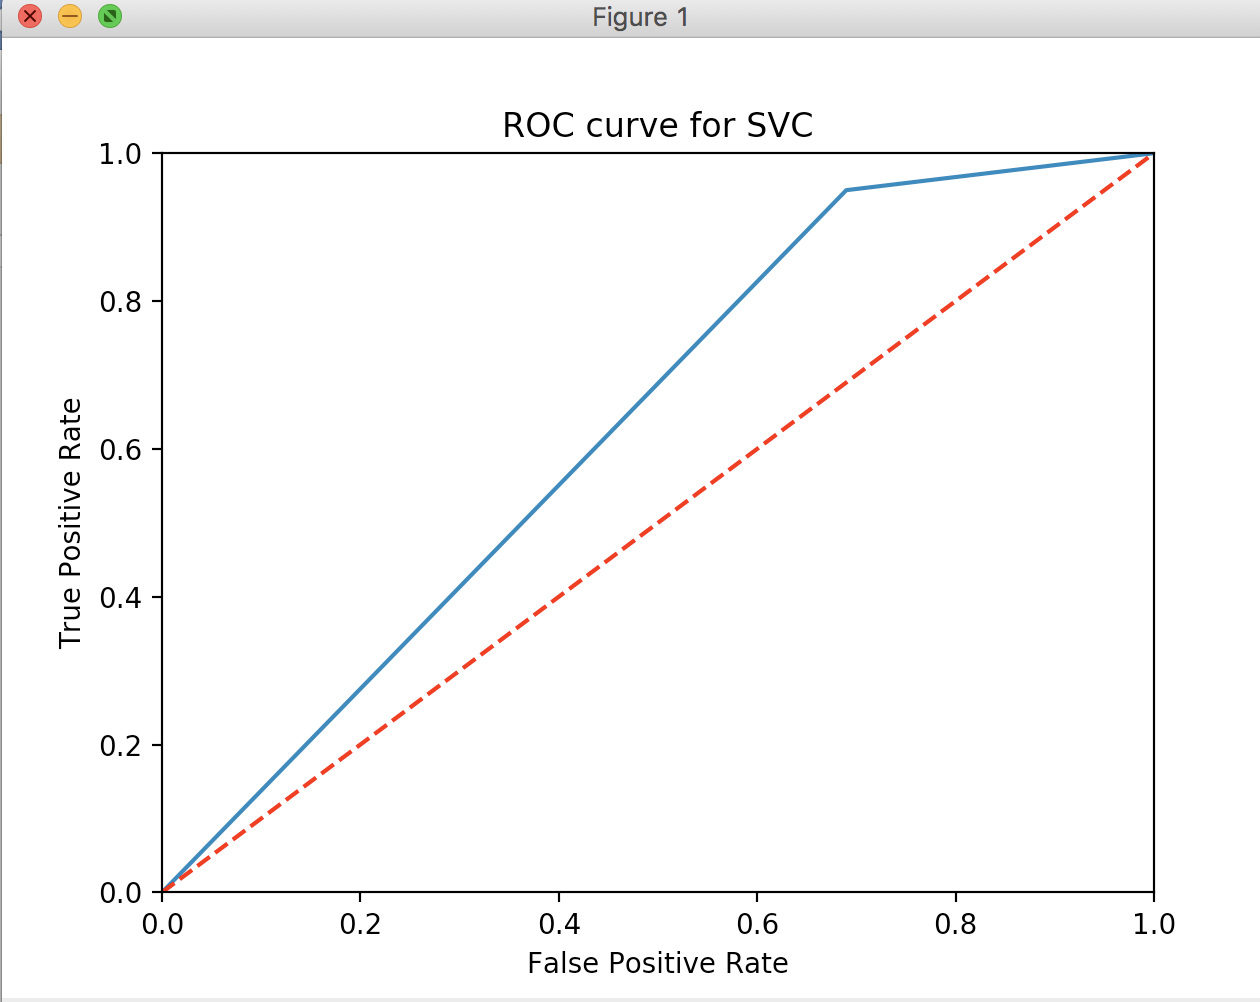 Figure 1
ROC curve for SVC
1.0
0.8
0.6
0.4
0.2
0.0
True Positive Rate
0.0 0.2 0.4 0.6 0.8 1.0
False Positive Rate